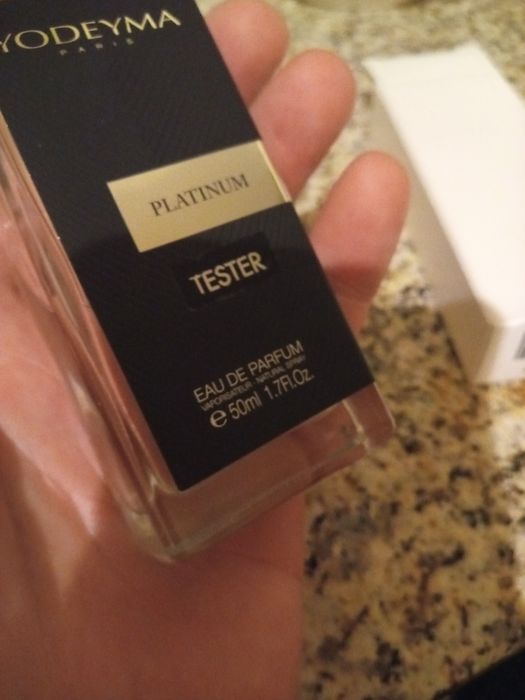 YODEYMA
PARIS
PLATINUM
TESTER
EAU DE PARFUM
VAPORISATEUR · NATURAL SPRAY
e 50ml 1.7Fl.Oz.